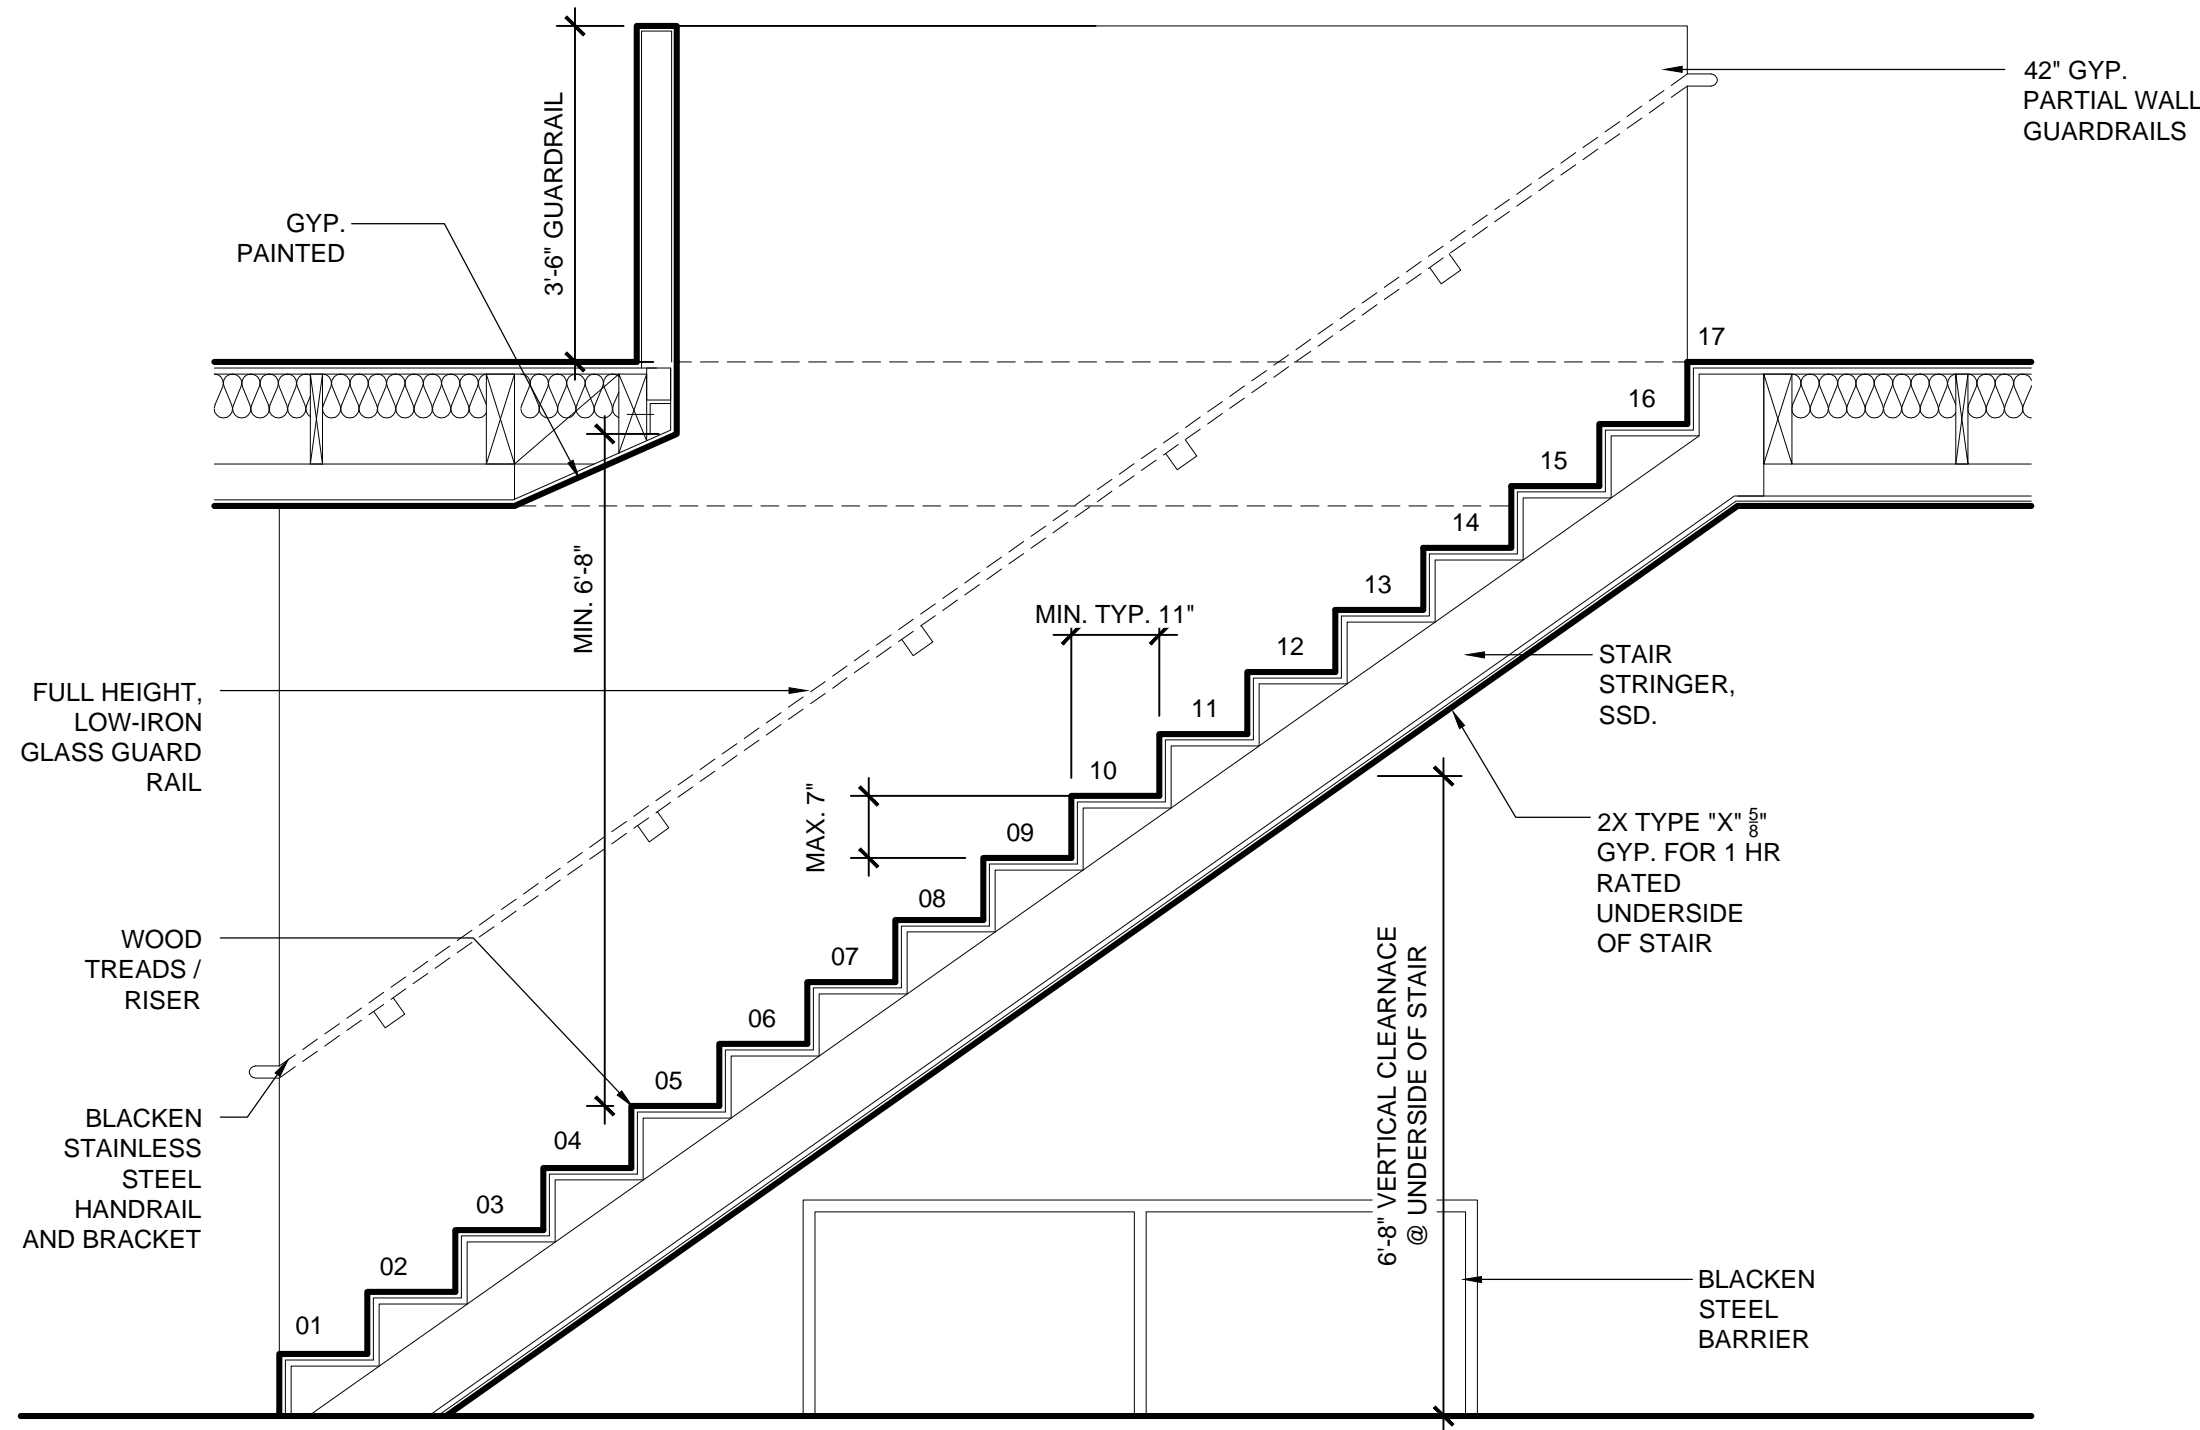 42" GYP.
PARTIAL WALL
GUARDRAILS
3'-6" GUARDRAIL
GYP.
PAINTED
17
16
15
14
13
12
11
10
09
08
07
06
05
04
03
02
01
MIN. 6'-8"
MIN. TYP. 11"
MAX. 7"
FULL HEIGHT,
LOW-IRON
GLASS GUARD
RAIL
STAIR
STRINGER,
SSD.
2X TYPE "X" 5/8"
GYP. FOR 1 HR
RATED
UNDERSIDE
OF STAIR
WOOD
TREADS /
RISER
6'-8" VERTICAL CLEARNACE
@ UNDERSIDE OF STAIR
BLACKEN
STAINLESS
STEEL
HANDRAIL
AND BRACKET
BLACKEN
STEEL
BARRIER